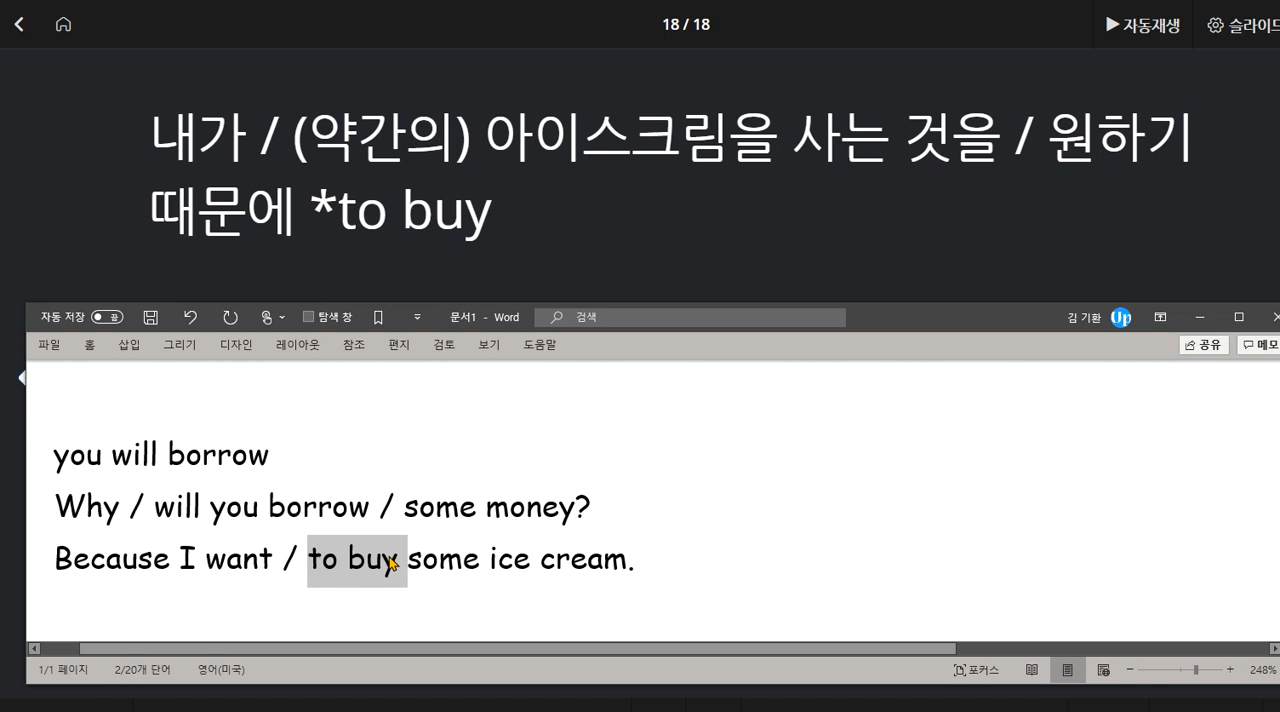 18 / 18
▶ 자동재생
슬라이드
내가 / (약간의) 아이스크림을 사는 것을 / 원하기
때문에 *to buy
자동 저장 끔
탐색 창
문서1 - Word
검색
김 기환
Up
파일 홈 삽입 그리기 디자인 레이아웃 참조 편지 검토 보기 도움말
공유
메모
you will borrow
Why / will you borrow / some money?
Because I want / to buy some ice cream.
1/1 페이지 2/20개 단어 영어(미국)
포커스
248%